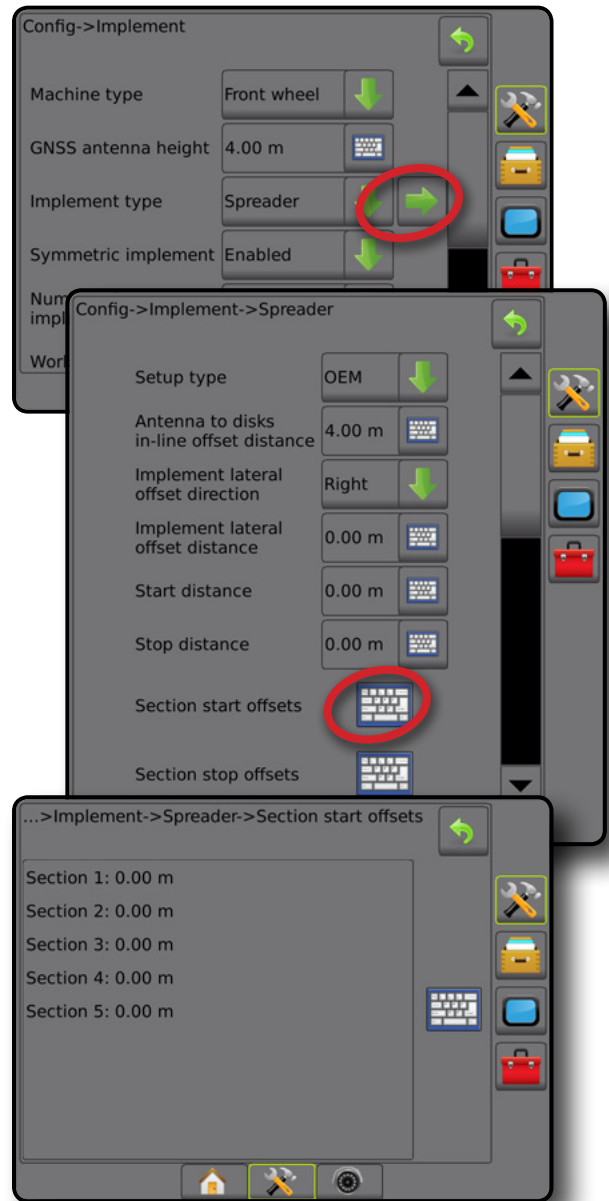 Config->Implement
Machine type Front wheel
GNSS antenna height 4.00 m
Implement type Spreader
Symmetric implement Enabled
Config->Implement->Spreader
Setup type OEM
Antenna to disks
in-line offset distance 4.00 m
Implement lateral
offset direction Right
Implement lateral
offset distance 0.00 m
Start distance 0.00 m
Stop distance 0.00 m
Section start offsets
Section stop offsets
...>Implement->Spreader->Section start offsets
Section 1: 0.00 m
Section 2: 0.00 m
Section 3: 0.00 m
Section 4: 0.00 m
Section 5: 0.00 m